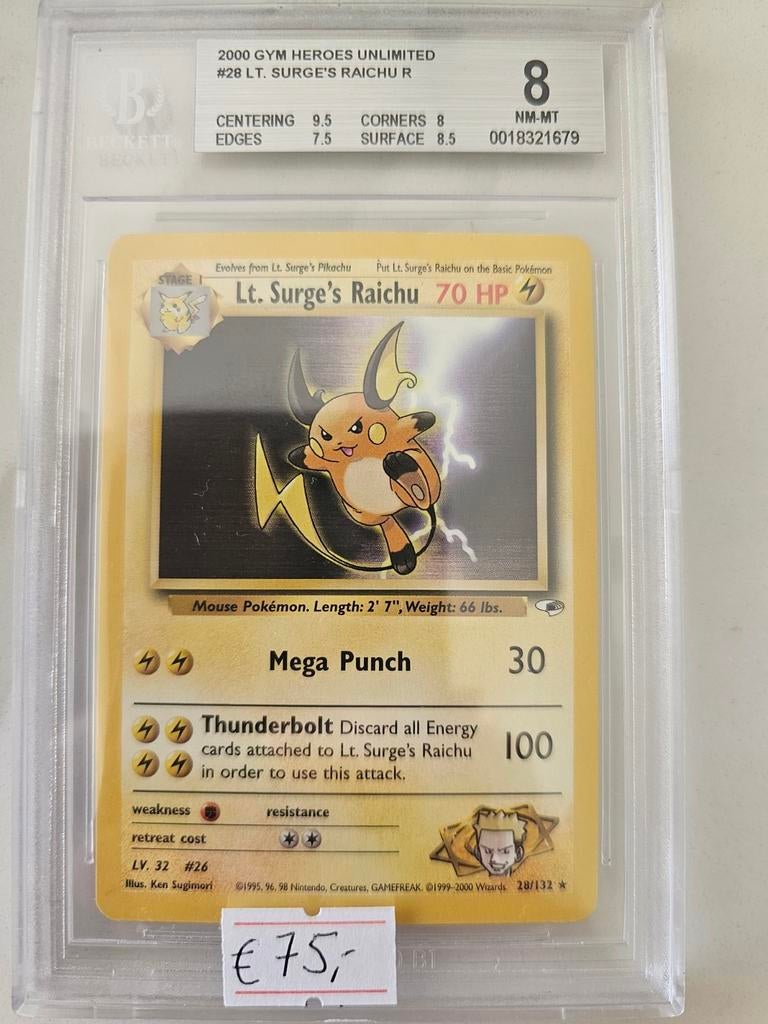 2000 GYM HEROES UNLIMITED
#28 LT. SURGE'S RAICHU R
8
NM-MT
CENTERING 9.5 CORNERS 8
EDGES 7.5 SURFACE 8.5
0018321679
B
BECKETT
BECKETT
Evolves from Lt. Surge's Pikachu Put Lt. Surge's Raichu on the Basic Pokémon
STAGE 1
Lt. Surge's Raichu 70 HP
Mouse Pokémon. Length: 2' 7", Weight: 66 lbs.
Mega Punch 30
Thunderbolt Discard all Energy
cards attached to Lt. Surge's Raichu
in order to use this attack.
100
weakness resistance
retreat cost
LV. 32 #26
Illus. Ken Sugimori ©1995, 96, 98 Nintendo, Creatures, GAMEFREAK. ©1999-2000 Wizards. 28/132 ★
€75,-